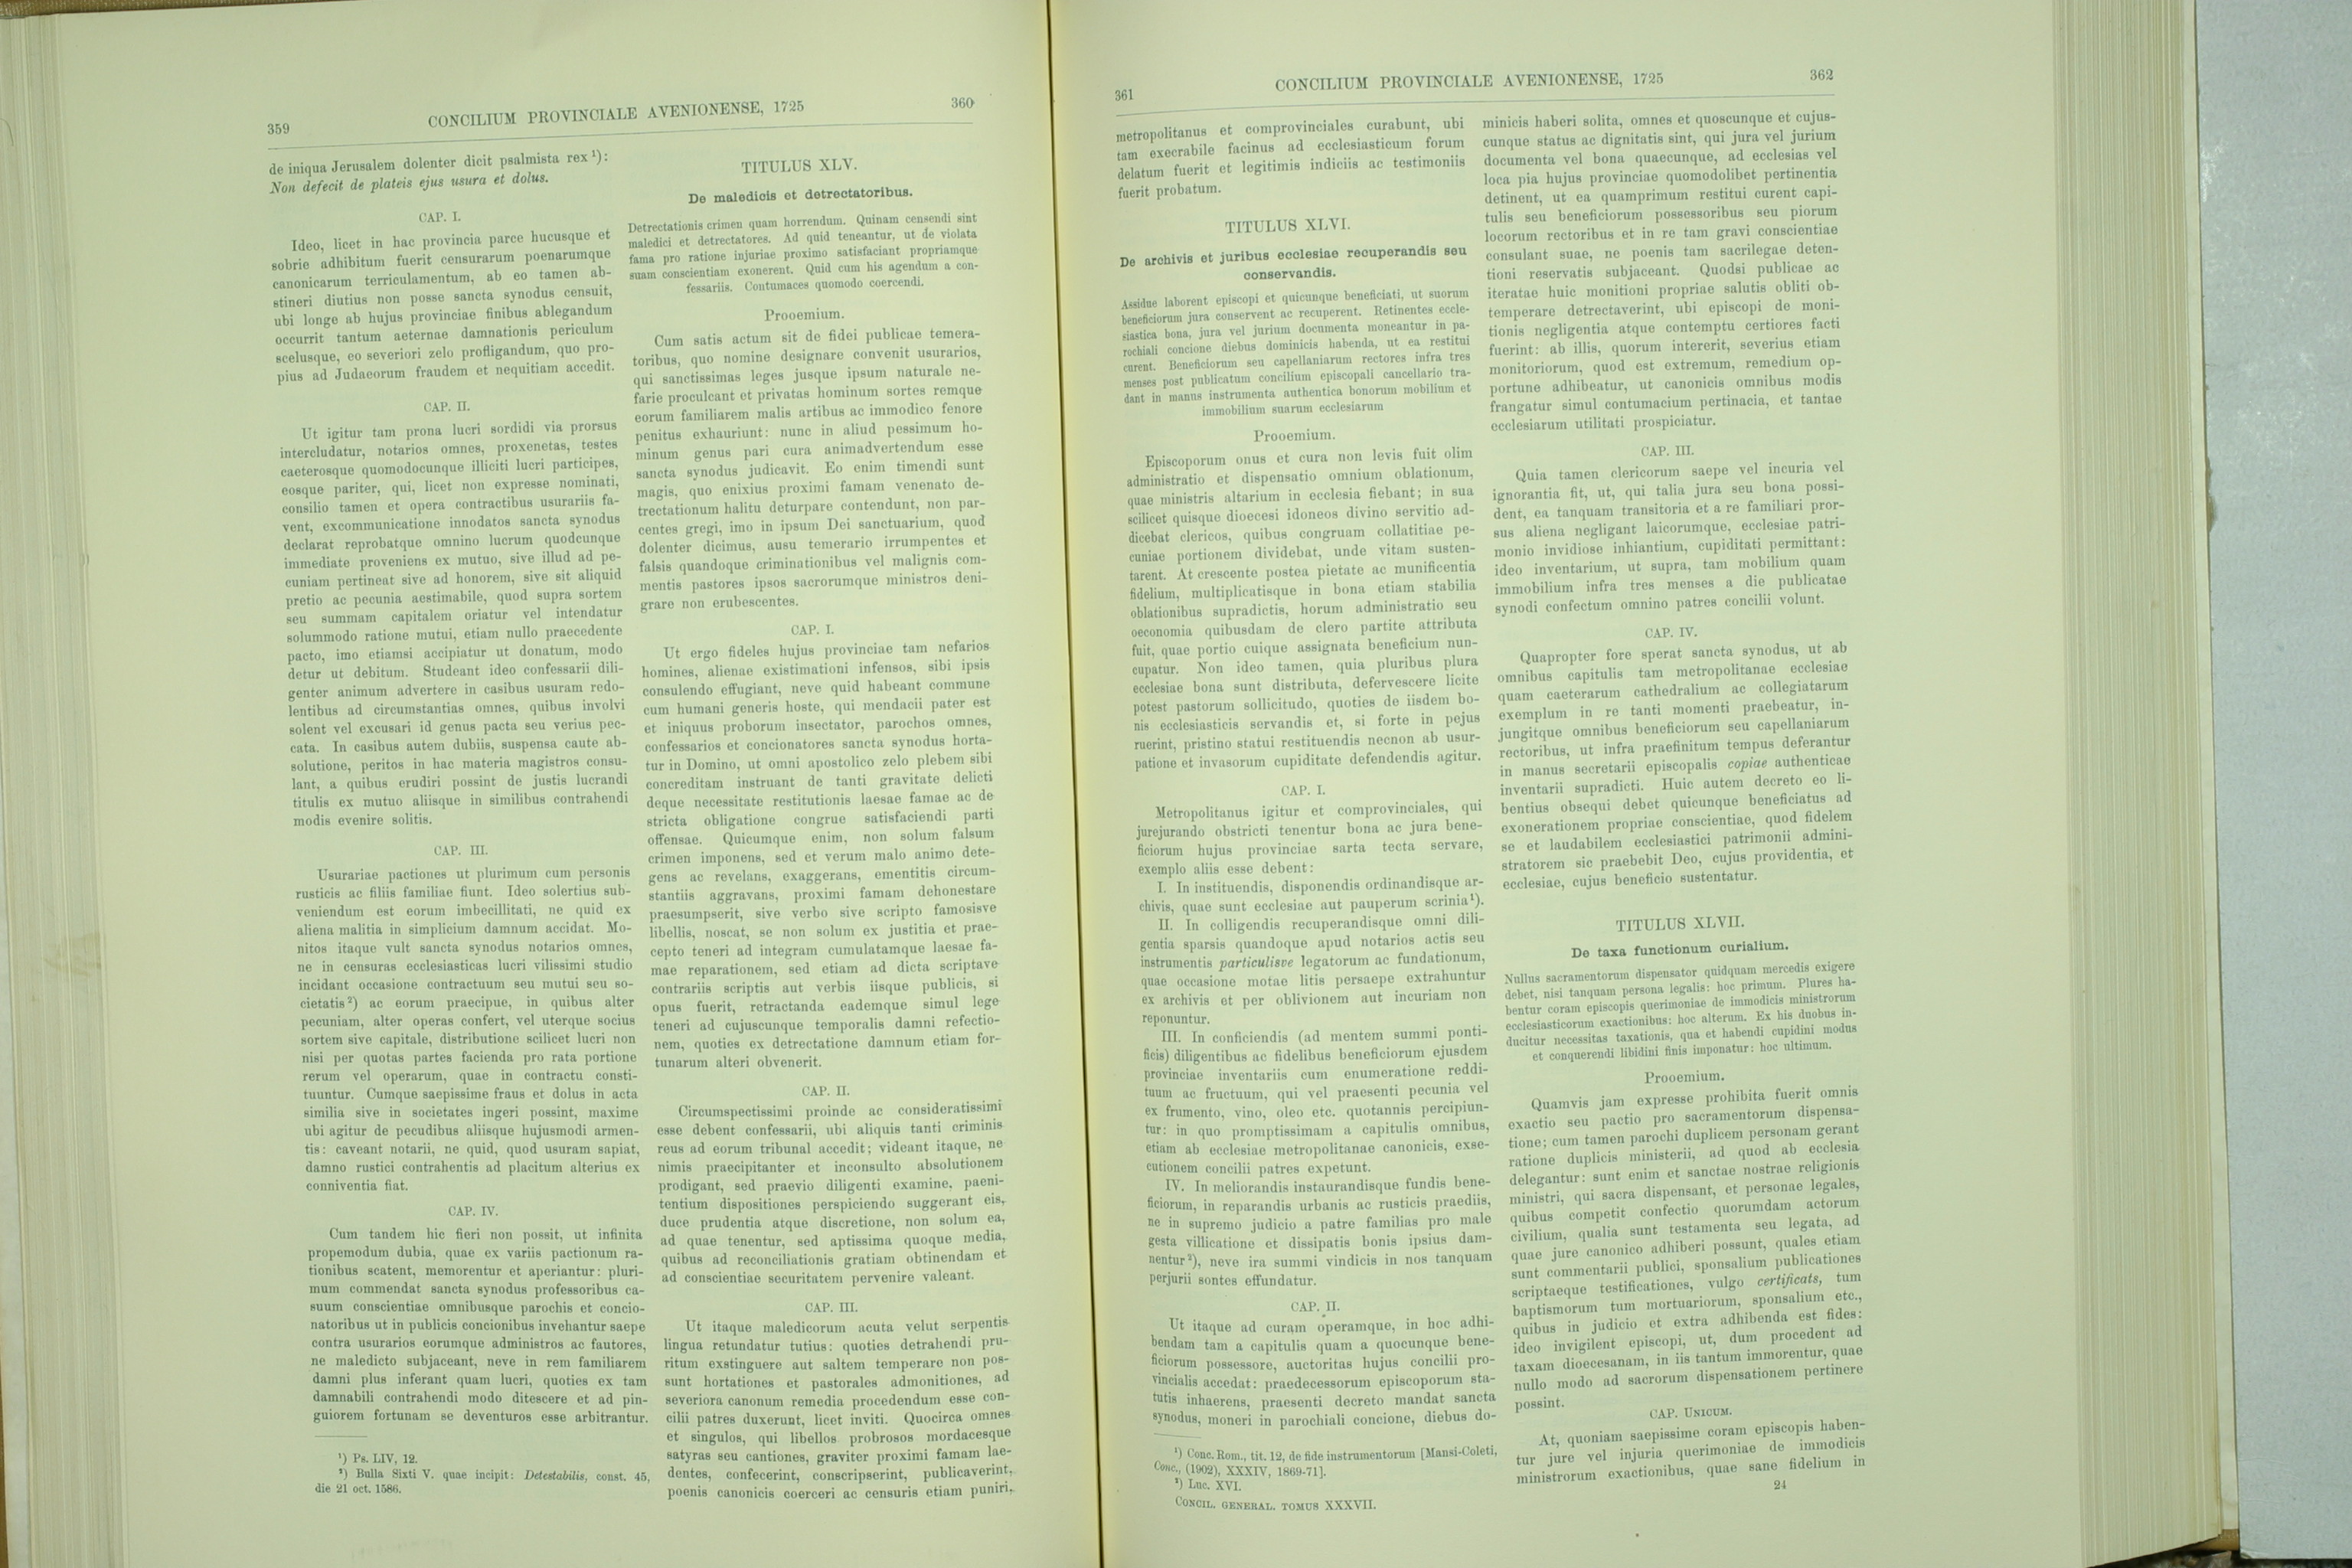 359
CONCILIUM PROVINCIALE AVENIONENSE, 1725
360
de iniqua Jerusalem dolenter dicit psalmista rex ¹):
Non defecit de plateis ejus usura et dolus.
CAP. I.
Ideo, licet in hac provincia parce hucusque et
sobrie adhibitum fuerit censurarum poenarumque
canonicarum terriculamentum, ab eo tamen ab-
stineri diutius non posse sancta synodus censuit,
ubi longe ab hujus provinciae finibus ablegandum
occurrit tantum aeternae damnationis periculum
scelusque, eo severiori zelo profligandum, quo pro-
pius ad Judaeorum fraudem et nequitiam accedit.
CAP. II.
Ut igitur tam prona lucri sordidi via prorsus
intercludatur, notarios omnes, proxenetas, testes
caeterosque quomodocunque illiciti lucri participes,
eosque pariter, qui, licet non expresse nominati,
consilio tamen et opera contractibus usurariis fa-
vent, excommunicatione innodatos sancta synodus
declarat reprobatque omnino lucrum quodcunque
immediate proveniens ex mutuo, sive illud ad pe-
cuniam pertineat sive ad honorem, sive sit aliquid
pretio ac pecunia aestimabile, quod supra sortem
seu summam capitalem oriatur vel intendatur
solummodo ratione mutui, etiam nullo praecedente
pacto, imo etiamsi accipiatur ut donatum, modo
detur ut debitum. Studeant ideo confessarii dili-
genter animum advertere in casibus usuram redo-
lentibus ad circumstantias omnes, quibus involvi
solent vel excusari id genus pacta seu verius pec-
cata. In casibus autem dubiis, suspensa caute ab-
solutione, peritos in hac materia magistros consu-
lant, a quibus erudiri possint de justis lucrandi
titulis ex mutuo aliisque in similibus contrahendi
modis evenire solitis.
CAP. III.
Usurariae pactiones ut plurimum cum personis
rusticis ac filiis familiae fiunt. Ideo solertius sub-
veniendum est eorum imbecillitati, ne quid ex
aliena malitia in simplicium damnum accidat. Mo-
nitos itaque vult sancta synodus notarios omnes,
ne in censuras ecclesiasticas lucri vilissimi studio
incidant occasione contractuum seu mutui seu so-
cietatis ²) ac eorum praecipue, in quibus alter
pecuniam, alter operas confert, vel uterque socius
sortem sive capitale, distributione scilicet lucri non
nisi per quotas partes facienda pro rata portione
rerum vel operarum, quae in contractu consti-
tuuntur. Cumque saepissime fraus et dolus in acta
similia sive in societates ingeri possint, maxime
ubi agitur de pecudibus aliisque hujusmodi armen-
tis: caveant notarii, ne quid, quod usuram sapiat,
damno rustici contrahentis ad placitum alterius ex
conniventia fiat.
CAP. IV.
Cum tandem hic fieri non possit, ut infinita
propemodum dubia, quae ex variis pactionum ra-
tionibus scatent, memorentur et aperiantur: pluri-
mum commendat sancta synodus professoribus ca-
suum conscientiae omnibusque parochis et concio-
natoribus ut in publicis concionibus invehantur saepe
contra usurarios eorumque administros ac fautores,
ne maledicto subjaceant, neve in rem familiarem
damni plus inferant quam lucri, quoties ex tam
damnabili contrahendi modo ditescere et ad pin-
guiorem fortunam se deventuros esse arbitrantur.
¹) Ps. LIV, 12.
²) Bulla Sixti V. quae incipit: Detestabilis, const. 45,
die 21 oct. 1586.
TITULUS XLV.
De maledicis et detrectatoribus.
Detrectationis crimen quam horrendum. Quinam censendi sint
maledici et detrectatores. Ad quid teneantur, ut de violata
fama pro ratione injuriae proximo satisfaciant propriamque
suam conscientiam exonerent. Quid cum his agendum a con-
fessariis. Contumaces quomodo coercendi.
Prooemium.
Cum satis actum sit de fidei publicae temera-
toribus, quo nomine designare convenit usurarios,
qui sanctissimas leges jusque ipsum naturale ne-
farie proculcant et privatas hominum sortes remque
eorum familiarem malis artibus ac immodico fenore
penitus exhauriunt: nunc in aliud pessimum ho-
minum genus pari cura animadvertendum esse
sancta synodus judicavit. Eo enim timendi sunt
magis, quo enixius proximi famam venenato de-
trectationum halitu deturpare contendunt, non par-
centes gregi, imo in ipsum Dei sanctuarium, quod
dolenter dicimus, ausu temerario irrumpentes et
falsis quandoque criminationibus vel malignis com-
mentis pastores ipsos sacrorumque ministros deni-
grare non erubescentes.
CAP. I.
Ut ergo fideles hujus provinciae tam nefarios
homines, alienae existimationi infensos, sibi ipsis
consulendo effugiant, neve quid habeant commune
cum humani generis hoste, qui mendacii pater est
et iniquus proborum insectator, parochos omnes,
confessarios et concionatores sancta synodus horta-
tur in Domino, ut omni apostolico zelo plebem sibi
concreditam instruant de tanti gravitate delicti
deque necessitate restitutionis laesae famae ac de
stricta obligatione congrue satisfaciendi parti
offensae. Quicumque enim, non solum falsum
crimen imponens, sed et verum malo animo dete-
gens ac revelans, exaggerans, ementitis circum-
stantiis aggravans, proximi famam dehonestare
praesumpserit, sive verbo sive scripto famosisve
libellis, noscat, se non solum ex justitia et prae-
cepto teneri ad integram cumulatamque laesae fa-
mae reparationem, sed etiam ad dicta scriptave
contrariis scriptis aut verbis iisque publicis, si
opus fuerit, retractanda eademque simul lege
teneri ad cujuscunque temporalis damni refectio-
nem, quoties ex detrectatione damnum etiam for-
tunarum alteri obvenerit.
CAP. II.
Circumspectissimi proinde ac consideratissimi
esse debent confessarii, ubi aliquis tanti criminis
reus ad eorum tribunal accedit; videant itaque, ne
nimis praecipitanter et inconsulto absolutionem
prodigant, sed praevio diligenti examine, paeni-
tentium dispositiones perspiciendo suggerant eis,
duce prudentia atque discretione, non solum ea,
ad quae tenentur, sed aptissima quoque media,
quibus ad reconciliationis gratiam obtinendam et
ad conscientiae securitatem pervenire valeant.
CAP. III.
Ut itaque maledicorum acuta velut serpentis
lingua retundatur tutius: quoties detrahendi pru-
ritum exstinguere aut saltem temperare non pos-
sunt hortationes et pastorales admonitiones, ad
severiora canonum remedia procedendum esse con-
cilii patres duxerunt, licet inviti. Quocirca omnes
et singulos, qui libellos probrosos mordacesque
satyras seu cantiones, graviter proximi famam lae-
dentes, confecerint, conscripserint, publicaverint,
poenis canonicis coerceri ac censuris etiam puniri,
361
CONCILIUM PROVINCIALE AVENIONENSE, 1725
362
metropolitanus et comprovinciales curabunt, ubi
tam execrabile facinus ad ecclesiasticum forum
delatum fuerit et legitimis indiciis ac testimoniis
fuerit probatum.
TITULUS XLVI.
De archivis et juribus ecclesiae recuperandis seu
conservandis.
Assidue laborent episcopi et quicunque beneficiati, ut suorum
beneficiorum jura conservent ac recuperent. Retinentes eccle-
siastica bona, jura vel jurium documenta moneantur in pa-
rochiali concione diebus dominicis habenda, ut ea restitui
curent. Beneficiorum seu capellaniarum rectores infra tres
menses post publicatum concilium episcopali cancellario tra-
dant in manus instrumenta authentica bonorum mobilium et
immobilium suarum ecclesiarum
Prooemium.
Episcoporum onus et cura non levis fuit olim
administratio et dispensatio omnium oblationum,
quae ministris altarium in ecclesia fiebant; in sua
scilicet quisque dioecesi idoneos divino servitio ad-
dicebat clericos, quibus congruam collatitiae pe-
cuniae portionem dividebat, unde vitam susten-
tarent. At crescente postea pietate ac munificentia
fidelium, multiplicatisque in bona etiam stabilia
oblationibus supradictis, horum administratio seu
oeconomia quibusdam de clero partite attributa
fuit, quae portio cuique assignata beneficium nun-
cupatur. Non ideo tamen, quia pluribus plura
ecclesiae bona sunt distributa, defervescere licite
potest pastorum sollicitudo, quoties de iisdem bo-
nis ecclesiasticis servandis et, si forte in pejus
ruerint, pristino statui restituendis necnon ab usur-
patione et invasorum cupiditate defendendis agitur.
CAP. I.
Metropolitanus igitur et comprovinciales, qui
jurejurando obstricti tenentur bona ac jura bene-
ficiorum hujus provinciae sarta tecta servare,
exemplo aliis esse debent:
I. In instituendis, disponendis ordinandisque ar-
chivis, quae sunt ecclesiae aut pauperum scrinia¹).
II. In colligendis recuperandisque omni dili-
gentia sparsis quandoque apud notarios actis seu
instrumentis particulisve legatorum ac fundationum,
quae occasione motae litis persaepe extrahuntur
ex archivis et per oblivionem aut incuriam non
reponuntur.
III. In conficiendis (ad mentem summi ponti-
ficis) diligentibus ac fidelibus beneficiorum ejusdem
provinciae inventariis cum enumeratione reddi-
tuum ac fructuum, qui vel praesenti pecunia vel
ex frumento, vino, oleo etc. quotannis percipiun-
tur: in quo promptissimam a capitulis omnibus,
etiam ab ecclesiae metropolitanae canonicis, exse-
cutionem concilii patres expetunt.
IV. In meliorandis instaurandisque fundis bene-
ficiorum, in reparandis urbanis ac rusticis praediis,
ne in supremo judicio a patre familias pro male
gesta villicatione et dissipatis bonis ipsius dam-
nentur²), neve ira summi vindicis in nos tanquam
perjurii sontes effundatur.
CAP. II.
Ut itaque ad curam operamque, in hoc adhi-
bendam tam a capitulis quam a quocunque bene-
ficiorum possessore, auctoritas hujus concilii pro-
vincialis accedat: praedecessorum episcoporum sta-
tutis inhaerens, praesenti decreto mandat sancta
synodus, moneri in parochiali concione, diebus do-
¹) Conc. Rom., tit. 12, de fide instrumentorum [Mansi-Coleti,
Conc., (1902), XXXIV, 1869-71].
²) Luc. XVI.
CONCIL. GENERAL. TOMUS XXXVII.
minicis haberi solita, omnes et quoscunque et cujus-
cunque status ac dignitatis sint, qui jura vel jurium
documenta vel bona quaecunque, ad ecclesias vel
loca pia hujus provinciae quomodolibet pertinentia
detinent, ut ea quamprimum restitui curent capi-
tulis seu beneficiorum possessoribus seu piorum
locorum rectoribus et in re tam gravi conscientiae
consulant suae, ne poenis tam sacrilegae deten-
tioni reservatis subjaceant. Quodsi publicae ac
iteratae huic monitioni propriae salutis obliti ob-
temperare detrectaverint, ubi episcopi de moni-
tionis negligentia atque contemptu certiores facti
fuerint: ab illis, quorum intererit, severius etiam
monitoriorum, quod est extremum, remedium op-
portune adhibeatur, ut canonicis omnibus modis
frangatur simul contumacium pertinacia, et tantae
ecclesiarum utilitati prospiciatur.
CAP. III.
Quia tamen clericorum saepe vel incuria vel
ignorantia fit, ut, qui talia jura seu bona possi-
dent, ea tanquam transitoria et a re familiari pror-
sus aliena negligant laicorumque, ecclesiae patri-
monio invidiose inhiantium, cupiditati permittant:
ideo inventarium, ut supra, tam mobilium quam
immobilium infra tres menses a die publicatae
synodi confectum omnino patres concilii volunt.
CAP. IV.
Quapropter fore sperat sancta synodus, ut ab
omnibus capitulis tam metropolitanae ecclesiae
quam caeterarum cathedralium ac collegiatarum
exemplum in re tanti momenti praebeatur, in-
jungitque omnibus beneficiorum seu capellaniarum
rectoribus, ut infra praefinitum tempus deferantur
in manus secretarii episcopalis copiae authenticae
inventarii supradicti. Huic autem decreto eo li-
bentius obsequi debet quicunque beneficiatus ad
exonerationem propriae conscientiae, quod fidelem
se et laudabilem ecclesiastici patrimonii admini-
stratorem sic praebebit Deo, cujus providentia, et
ecclesiae, cujus beneficio sustentatur.
TITULUS XLVII.
De taxa functionum curialium.
Nullus sacramentorum dispensator quidquam mercedis exigere
debet, nisi tanquam persona legalis: hoc primum. Plures ha-
bentur coram episcopis querimoniae de immodicis ministrorum
ecclesiasticorum exactionibus: hoc alterum. Ex his duobus in-
ducitur necessitas taxationis, qua et habendi cupidini modus
et conquerendi libidini finis imponatur: hoc ultimum.
Prooemium.
Quamvis jam expresse prohibita fuerit omnis
exactio seu pactio pro sacramentorum dispensa-
tione; cum tamen parochi duplicem personam gerant
ratione duplicis ministerii, ad quod ab ecclesia
delegantur: sunt enim et sanctae nostrae religionis
ministri, qui sacra dispensant, et personae legales,
quibus competit confectio quorumdam actorum
civilium, qualia sunt testamenta seu legata, ad
quae jure canonico adhiberi possunt, quales etiam
sunt commentarii publici, sponsalium publicationes
scriptaeque testificationes, vulgo certificats, tum
baptismorum tum mortuariorum, sponsalium etc.,
quibus in judicio et extra adhibenda est fides:
ideo invigilent episcopi, ut, dum procedent ad
taxam dioecesanam, in iis tantum immorentur, quae
nullo modo ad sacrorum dispensationem pertinere
possint.
CAP. UNICUM.
At, quoniam saepissime coram episcopis haben-
tur jure vel injuria querimoniae de immodicis
ministrorum exactionibus, quae sane fidelium in
24